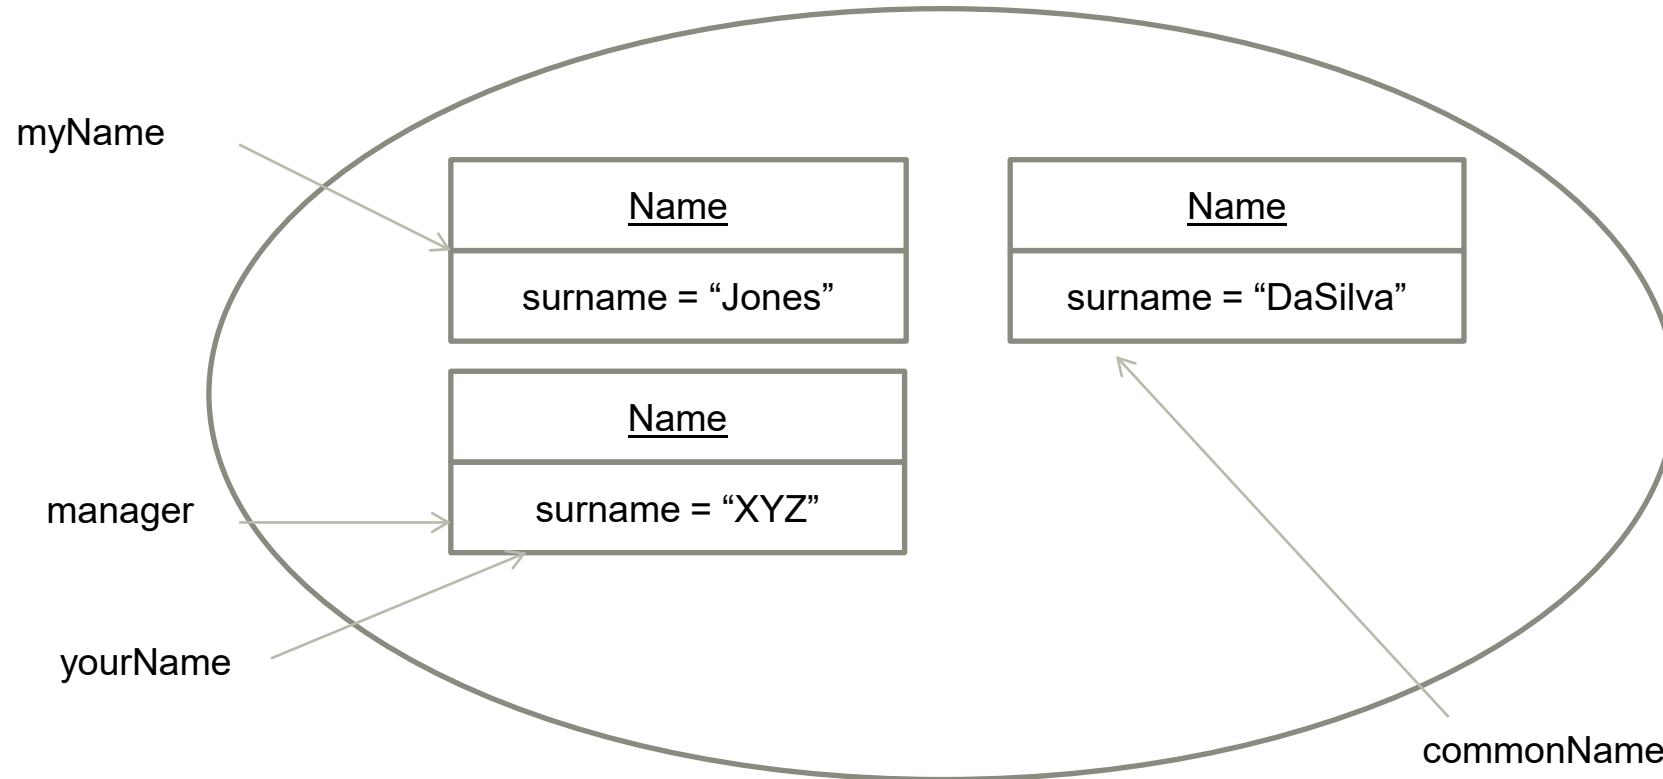 myName
Name
surname = “Jones”
Name
surname = “DaSilva”
Name
surname = “XYZ”
manager
yourName
commonName